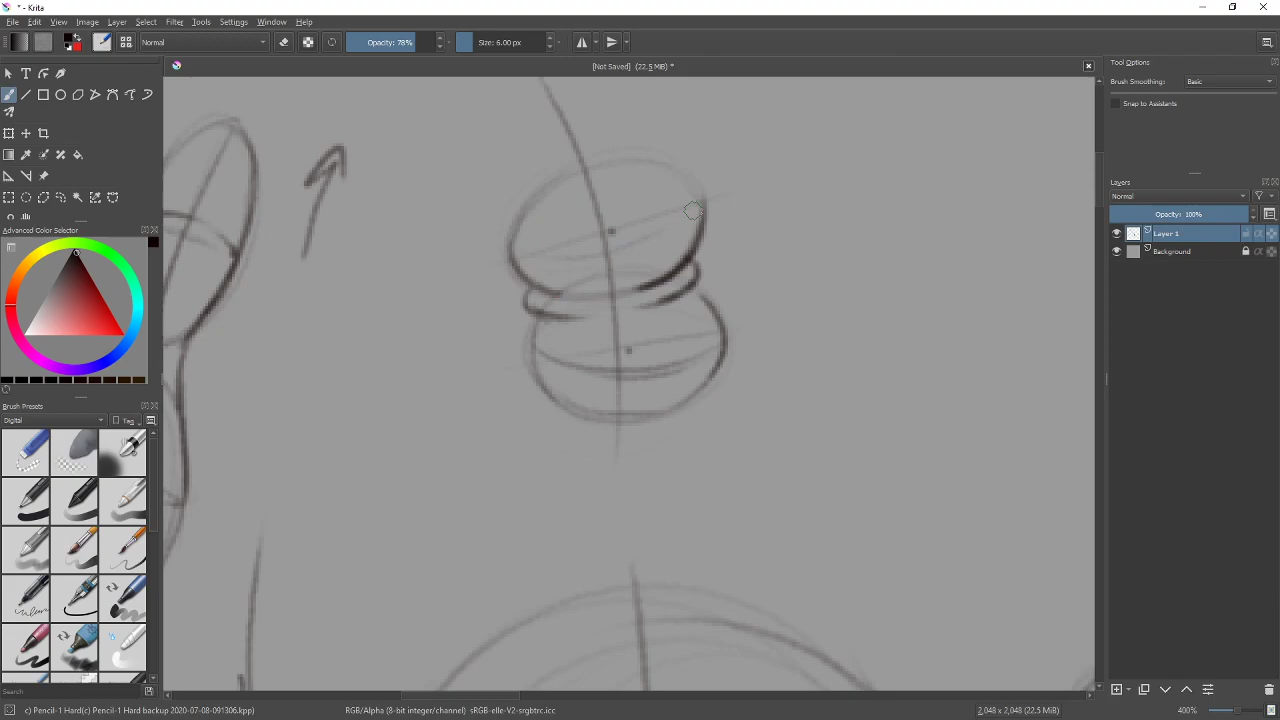 * - Krita
File Edit View Image Layer Select Filter Tools Settings Window Help
Normal Opacity: 78% Size: 6.00 px
[Not Saved] (22.5 MiB) *
Tool Options
Brush Smoothing: Basic
Snap to Assistants
Layers
Normal
Opacity: 100%
Layer 1
Background
Advanced Color Selector
Brush Presets
Digital Tag
Search
c) Pencil-1 Hard(c) Pencil-1 Hard backup 2020-07-08-091306.kpp) RGB/Alpha (8-bit integer/channel) sRGB-elle-V2-srgbtrc.icc 2,048 x 2,048 (22.5 MiB) 400%